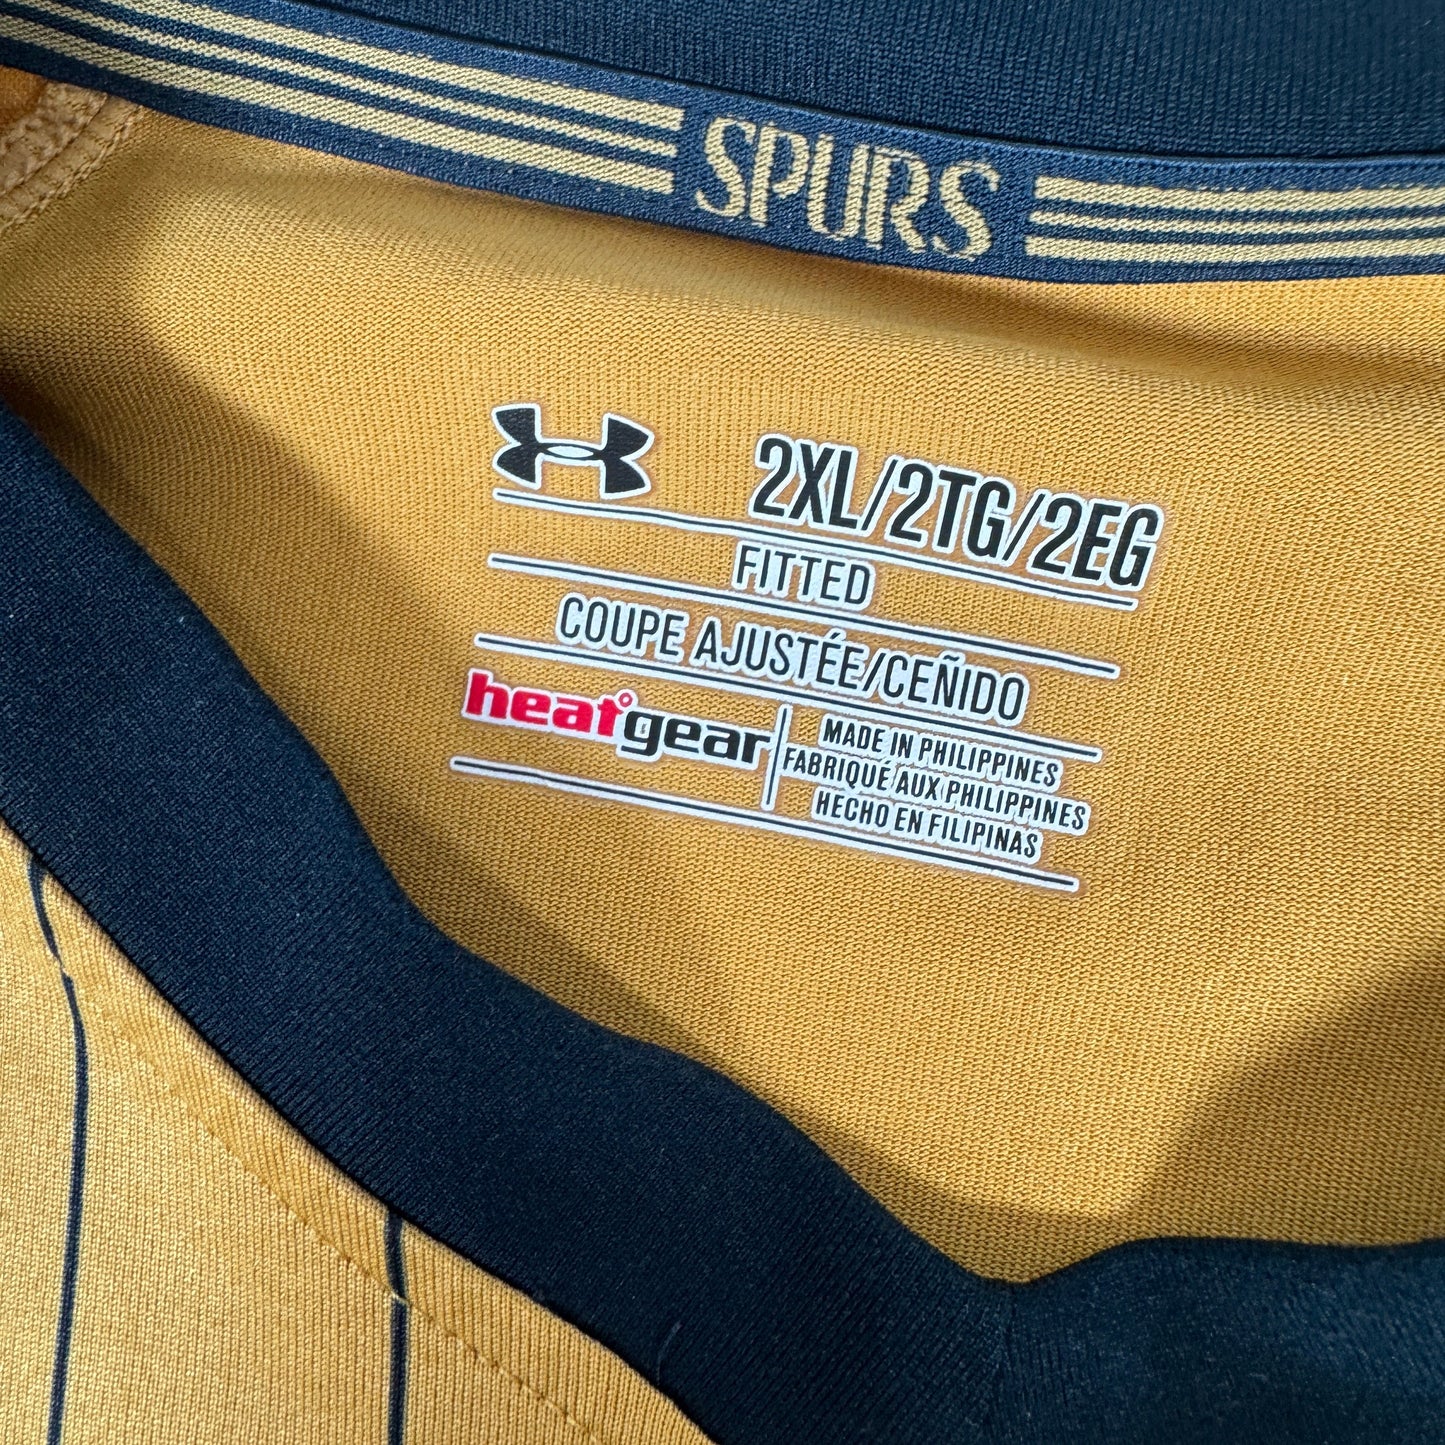 SPURS
2XL/2TG/2EG
FITTED
COUPE AJUSTÉE/CEÑIDO
heatgear
MADE IN PHILIPPINES
FABRIQUÉ AUX PHILIPPINES
HECHO EN FILIPINAS